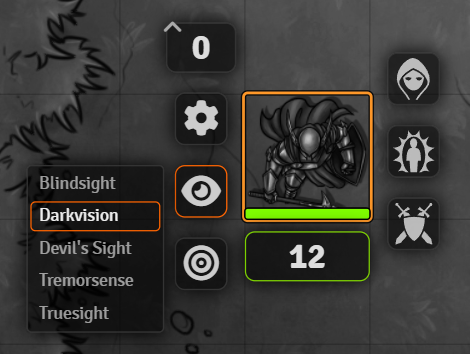 0
Blindsight
Darkvision
Devil's Sight
Tremorsense
Truesight
12